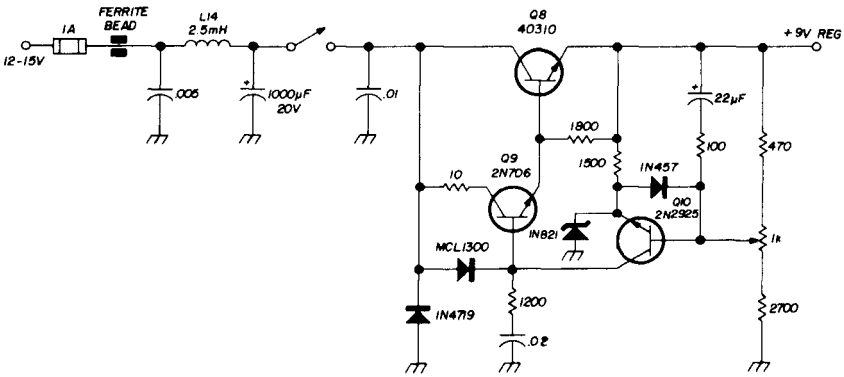 FERRITE
BEAD
1A
L14
2.5mH
Q8
40310
+9V REG
12-15V
.005
+
1000µF
20V
.01
+
22µF
1800
1500
100
470
Q9
2N706
10
1N457
Q10
2N2925
1N821
1k
MCL1300
1N4719
1200
.02
2700